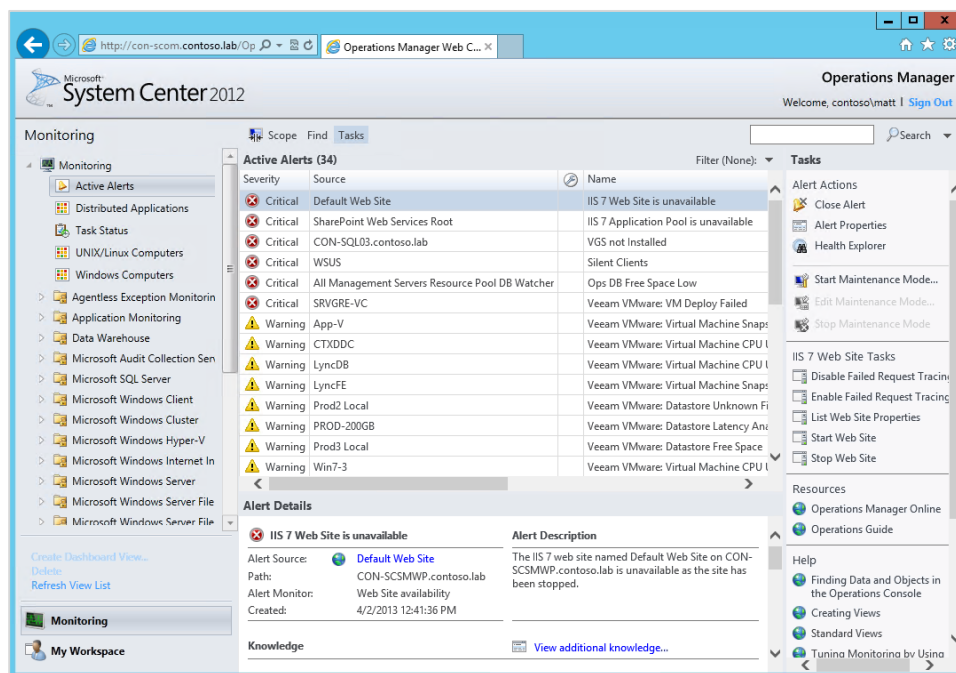 http://con-scom.contoso.lab/Op
Operations Manager Web C...
Microsoft
System Center 2012
Operations Manager
Welcome, contoso\matt | Sign Out
Monitoring
Scope Find Tasks
Search
Monitoring
Active Alerts
Distributed Applications
Task Status
UNIX/Linux Computers
Windows Computers
Agentless Exception Monitorin
Application Monitoring
Data Warehouse
Microsoft Audit Collection Serv
Microsoft SQL Server
Microsoft Windows Client
Microsoft Windows Cluster
Microsoft Windows Hyper-V
Microsoft Windows Internet In
Microsoft Windows Server
Microsoft Windows Server File
Microsoft Windows Server File
Create Dashboard View...
Delete
Refresh View List
Monitoring
My Workspace
Active Alerts (34)
Filter (None):
Severity Source Name
Critical Default Web Site IIS 7 Web Site is unavailable
Critical SharePoint Web Services Root IIS 7 Application Pool is unavailable
Critical CON-SQL03.contoso.lab VGS not Installed
Critical WSUS Silent Clients
Critical All Management Servers Resource Pool DB Watcher Ops DB Free Space Low
Critical SRVGRE-VC Veeam VMware: VM Deploy Failed
Warning App-V Veeam VMware: Virtual Machine Snaps
Warning CTXDDC Veeam VMware: Virtual Machine CPU U
Warning LyncDB Veeam VMware: Virtual Machine CPU U
Warning LyncFE Veeam VMware: Virtual Machine Snaps
Warning Prod2 Local Veeam VMware: Datastore Unknown Fi
Warning PROD-200GB Veeam VMware: Datastore Latency Ana
Warning Prod3 Local Veeam VMware: Datastore Free Space
Warning Win7-3 Veeam VMware: Virtual Machine CPU U
Alert Details
IIS 7 Web Site is unavailable
Alert Source: Default Web Site
Path: CON-SCSMWP.contoso.lab
Alert Monitor: Web Site availability
Created: 4/2/2013 12:41:36 PM
Knowledge
Alert Description
The IIS 7 web site named Default Web Site on CON-
SCSMWP.contoso.lab is unavailable as the site has
been stopped.
View additional knowledge...
Tasks
Alert Actions
Close Alert
Alert Properties
Health Explorer
Start Maintenance Mode...
Edit Maintenance Mode...
Stop Maintenance Mode
IIS 7 Web Site Tasks
Disable Failed Request Tracing
Enable Failed Request Tracing
List Web Site Properties
Start Web Site
Stop Web Site
Resources
Operations Manager Online
Operations Guide
Help
Finding Data and Objects in
the Operations Console
Creating Views
Standard Views
Tuning Monitoring by Using